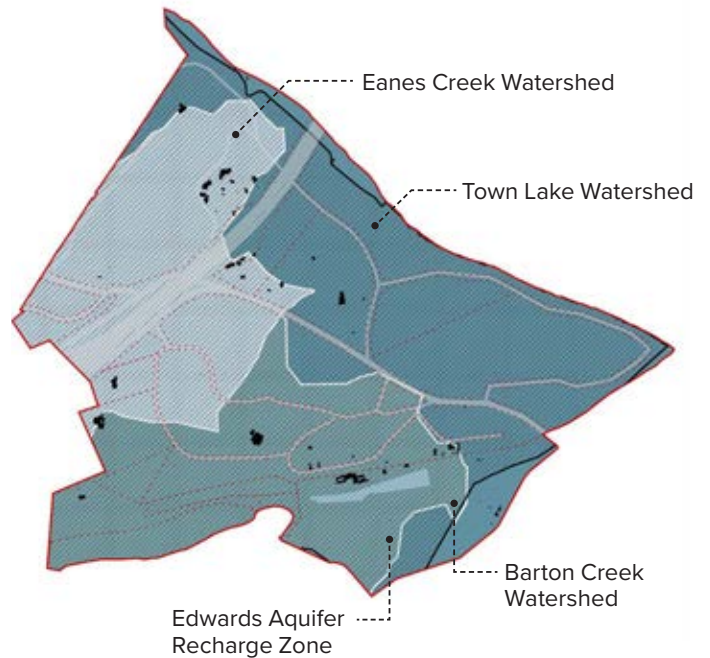 Eanes Creek Watershed
Town Lake Watershed
Barton Creek
Watershed
Edwards Aquifer
Recharge Zone